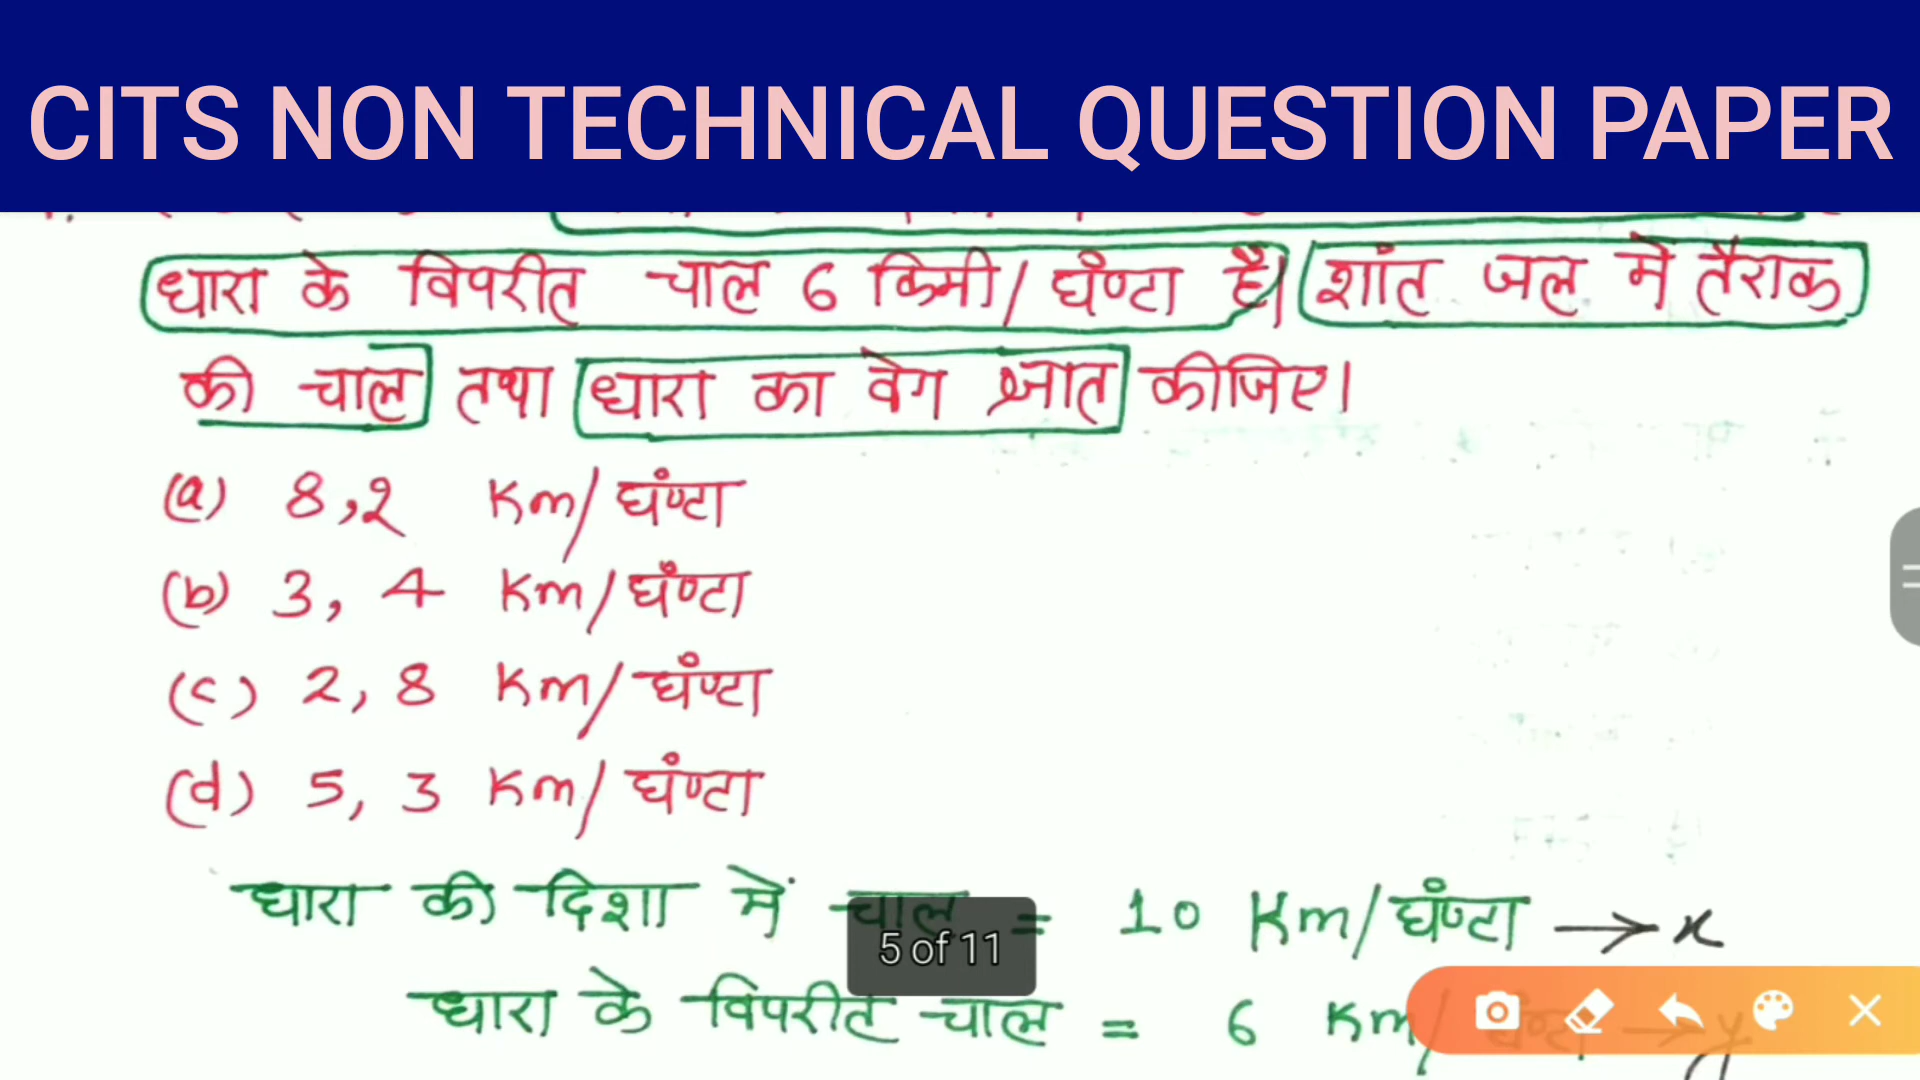 CITS NON TECHNICAL QUESTION PAPER
धारा के विपरीत चाल 6 किमी/घंण्टा है। शांत जल में तैराक
की चाल तथा धारा का वेग ज्ञात कीजिए।
(a) 8,2 Km/घंण्टा
(b) 3, 4 Km/घंण्टा
(c) 2, 8 Km/घंण्टा
(d) 5, 3 Km/घंण्टा
धारा की दिशा में चाल = 10 Km/घंण्टा → x
5 of 11
धारा के विपरीत चाल = 6 Km/घंण्टा → y